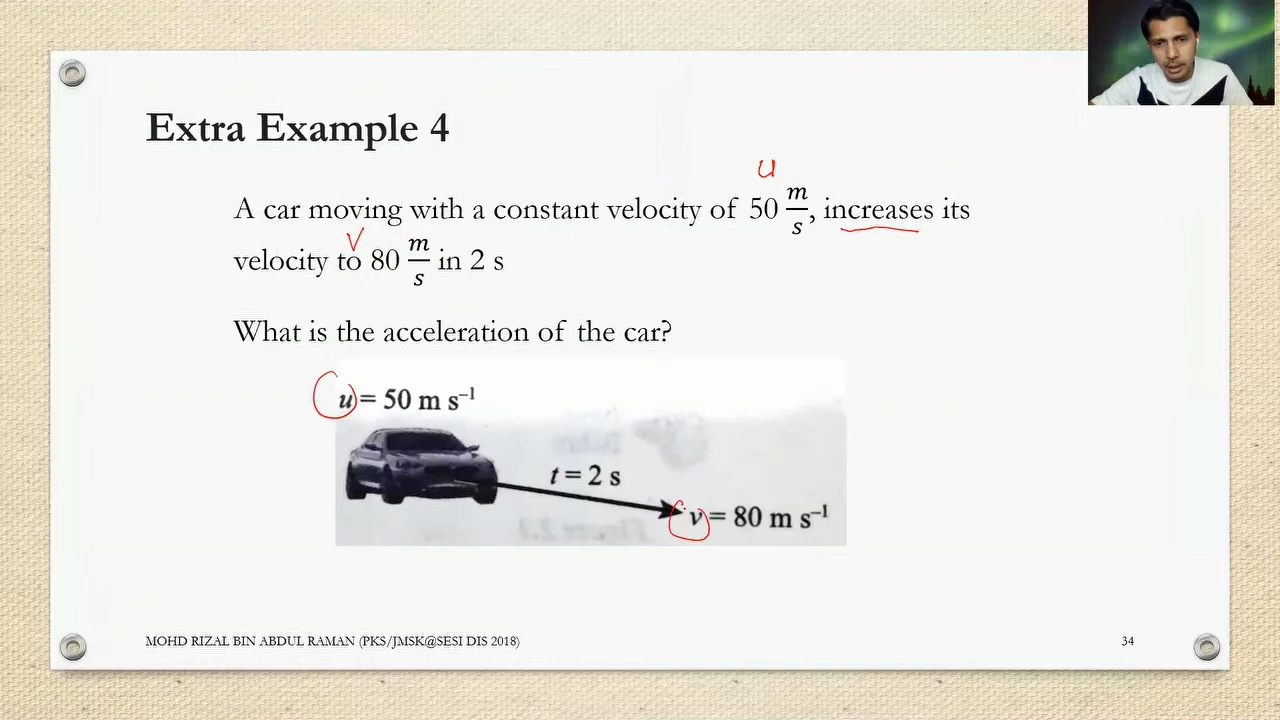 Extra Example 4
u
A car moving with a constant velocity of 50 m/s, increases its
v
velocity to 80 m/s in 2 s
What is the acceleration of the car?
u = 50 m s⁻¹
t = 2 s
v = 80 m s⁻¹
MOHD RIZAL BIN ABDUL RAMAN (PKS/JMSK@SESI DIS 2018)
34